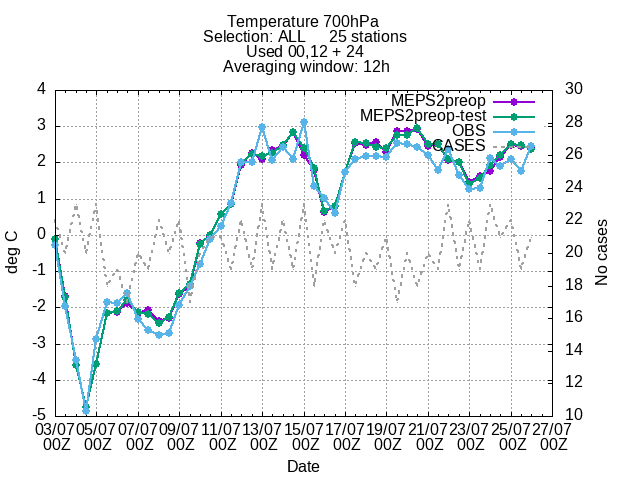 Temperature 700hPa
Selection: ALL 25 stations
Used 00,12 + 24
Averaging window: 12h
MEPS2preop
MEPS2preop-test
OBS
CASES
deg C
4
3
2
1
0
-1
-2
-3
-4
-5
No cases
30
28
26
24
22
20
18
16
14
12
10
03/07 05/07 07/07 09/07 11/07 13/07 15/07 17/07 19/07 21/07 23/07 25/07 27/07
00Z 00Z 00Z 00Z 00Z 00Z 00Z 00Z 00Z 00Z 00Z 00Z 00Z
Date